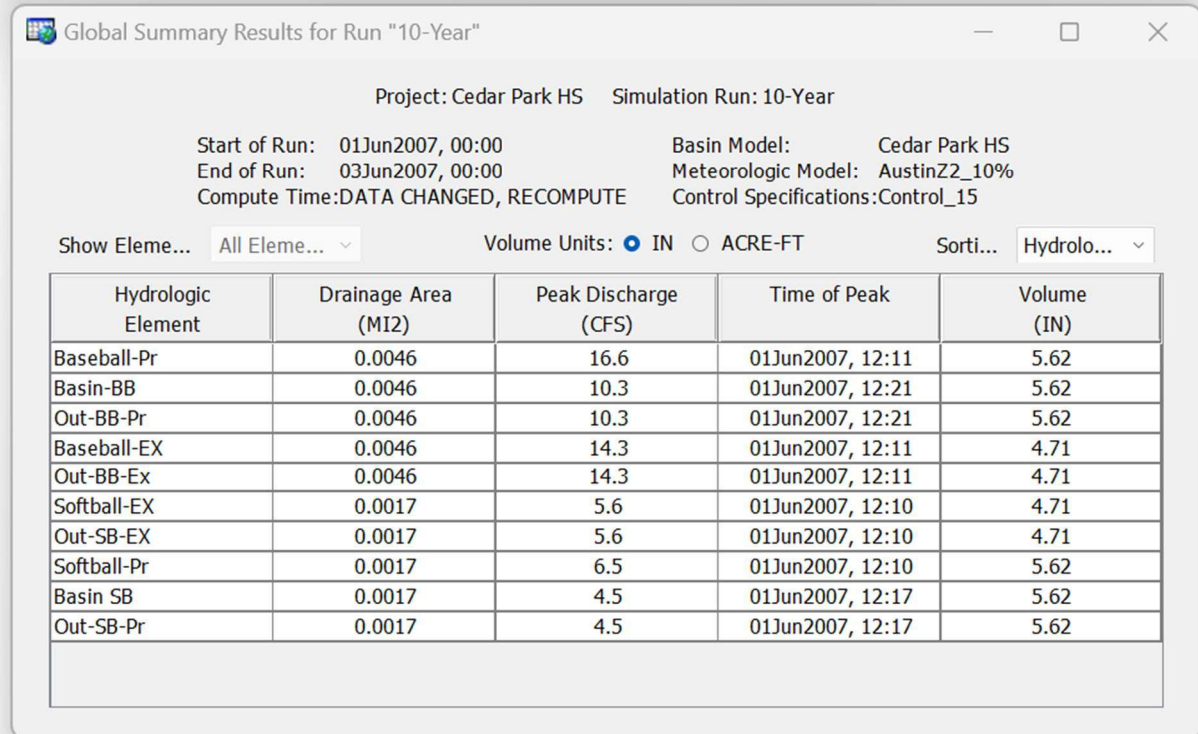 Global Summary Results for Run "10-Year"
Project: Cedar Park HS Simulation Run: 10-Year
Start of Run: 01Jun2007, 00:00 Basin Model: Cedar Park HS
End of Run: 03Jun2007, 00:00 Meteorologic Model: AustinZ2_10%
Compute Time:DATA CHANGED, RECOMPUTE Control Specifications:Control_15
Show Eleme... All Eleme... Volume Units: IN ACRE-FT Sorti... Hydrolo...
Hydrologic Drainage Area Peak Discharge Time of Peak Volume
Element (MI2) (CFS) (IN)
Baseball-Pr 0.0046 16.6 01Jun2007, 12:11 5.62
Basin-BB 0.0046 10.3 01Jun2007, 12:21 5.62
Out-BB-Pr 0.0046 10.3 01Jun2007, 12:21 5.62
Baseball-EX 0.0046 14.3 01Jun2007, 12:11 4.71
Out-BB-Ex 0.0046 14.3 01Jun2007, 12:11 4.71
Softball-EX 0.0017 5.6 01Jun2007, 12:10 4.71
Out-SB-EX 0.0017 5.6 01Jun2007, 12:10 4.71
Softball-Pr 0.0017 6.5 01Jun2007, 12:10 5.62
Basin SB 0.0017 4.5 01Jun2007, 12:17 5.62
Out-SB-Pr 0.0017 4.5 01Jun2007, 12:17 5.62